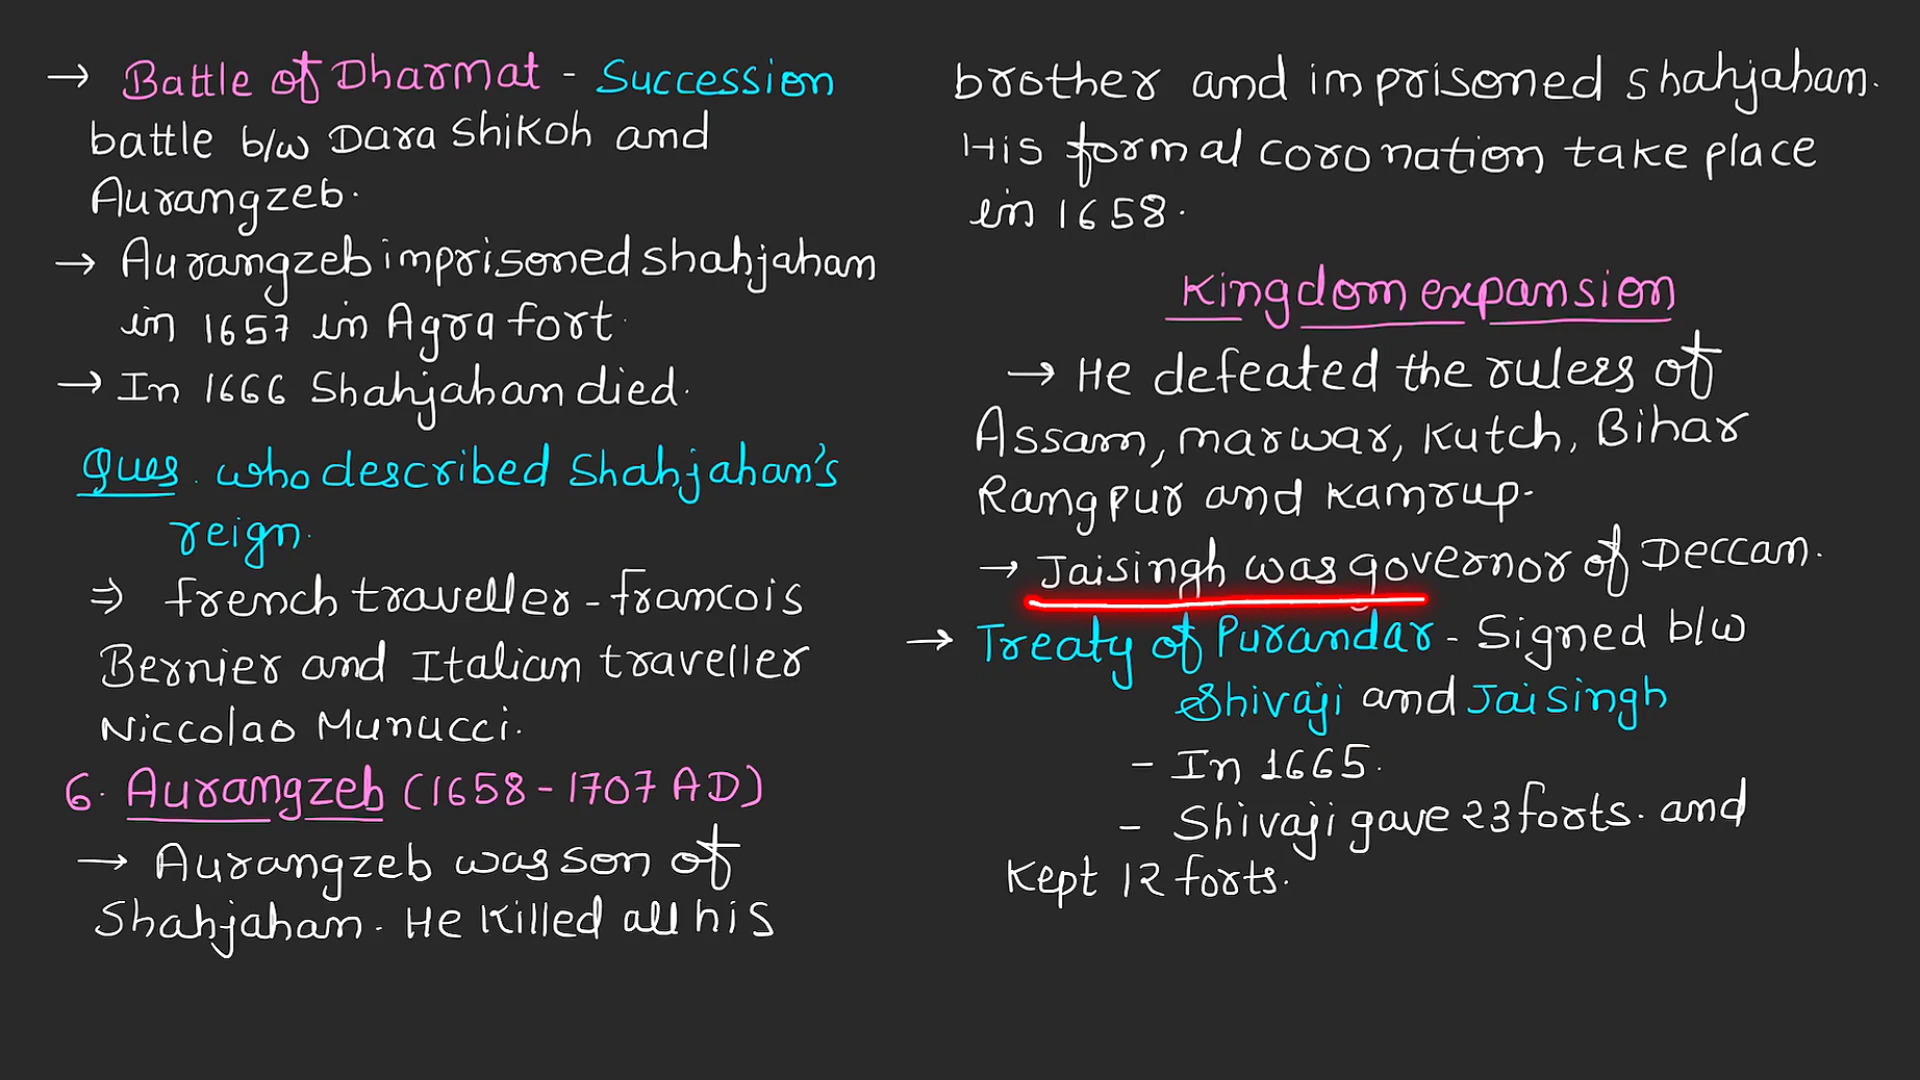 → Battle of Dharmat - Succession
battle b/w Dara Shikoh and
Aurangzeb.
→ Aurangzeb imprisoned Shahjahan
in 1657 in Agra fort.
→ In 1666 Shahjahan died.
Ques. who described Shahjahan's
reign.
⇒ french traveller - francois
Bernier and Italian traveller
Niccolao Munucci.
6. Aurangzeb (1658 - 1707 AD)
→ Aurangzeb was son of
Shahjahan. He killed all his
brother and imprisoned shahjahan.
His formal coronation take place
in 1658.
Kingdom expansion
→ He defeated the rulers of
Assam, marwar, Kutch, Bihar
Rangpur and Kamrup.
→ Jaisingh was governor of Deccan.
→ Treaty of Purandar - Signed b/w
Shivaji and Jaisingh
- In 1665.
- Shivaji gave 23 forts. and
Kept 12 forts.